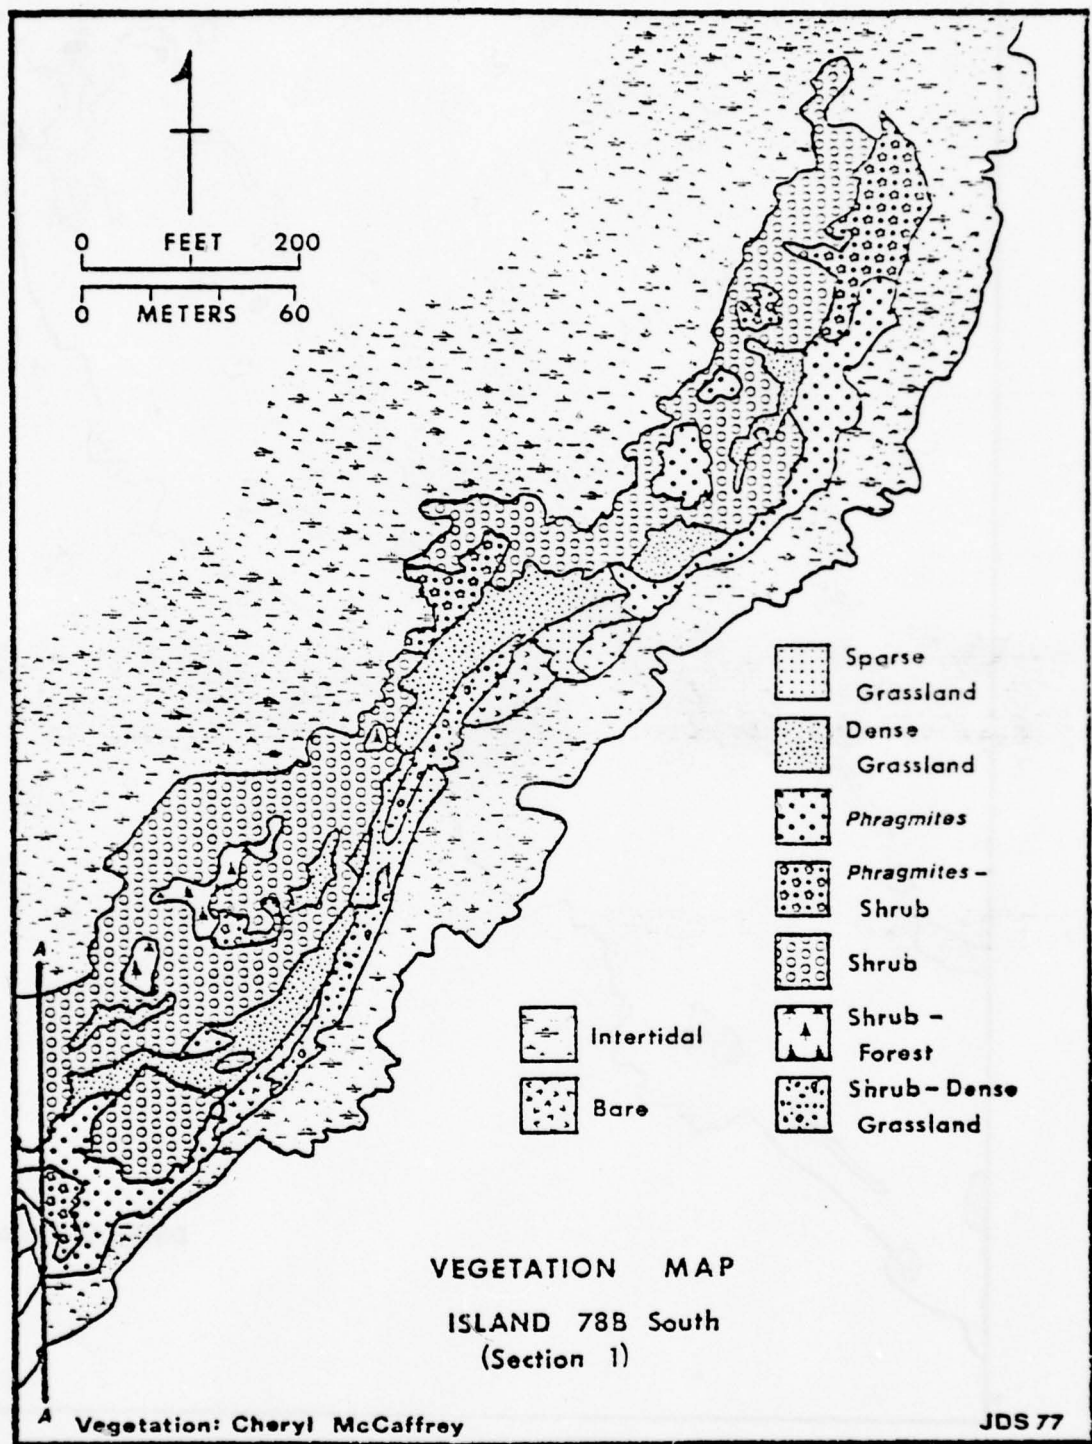 0 FEET 200
0 METERS 60
Sparse
Grassland
Dense
Grassland
Phragmites
Phragmites-
Shrub
Shrub
Shrub-
Forest
Shrub-Dense
Grassland
Intertidal
Bare
A
VEGETATION MAP
ISLAND 78B South
(Section 1)
A
Vegetation: Cheryl McCaffrey
JDS 77